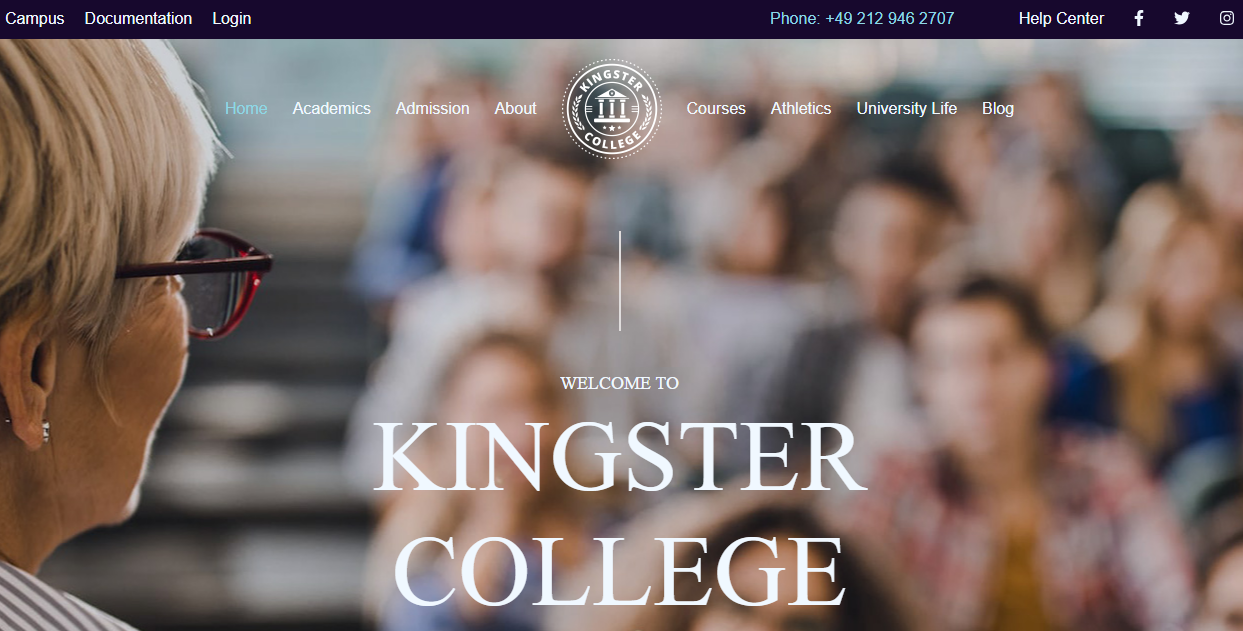 Campus Documentation Login Phone: +49 212 946 2707 Help Center
Home Academics Admission About KINGSTER COLLEGE Courses Athletics University Life Blog
WELCOME TO
KINGSTER
COLLEGE